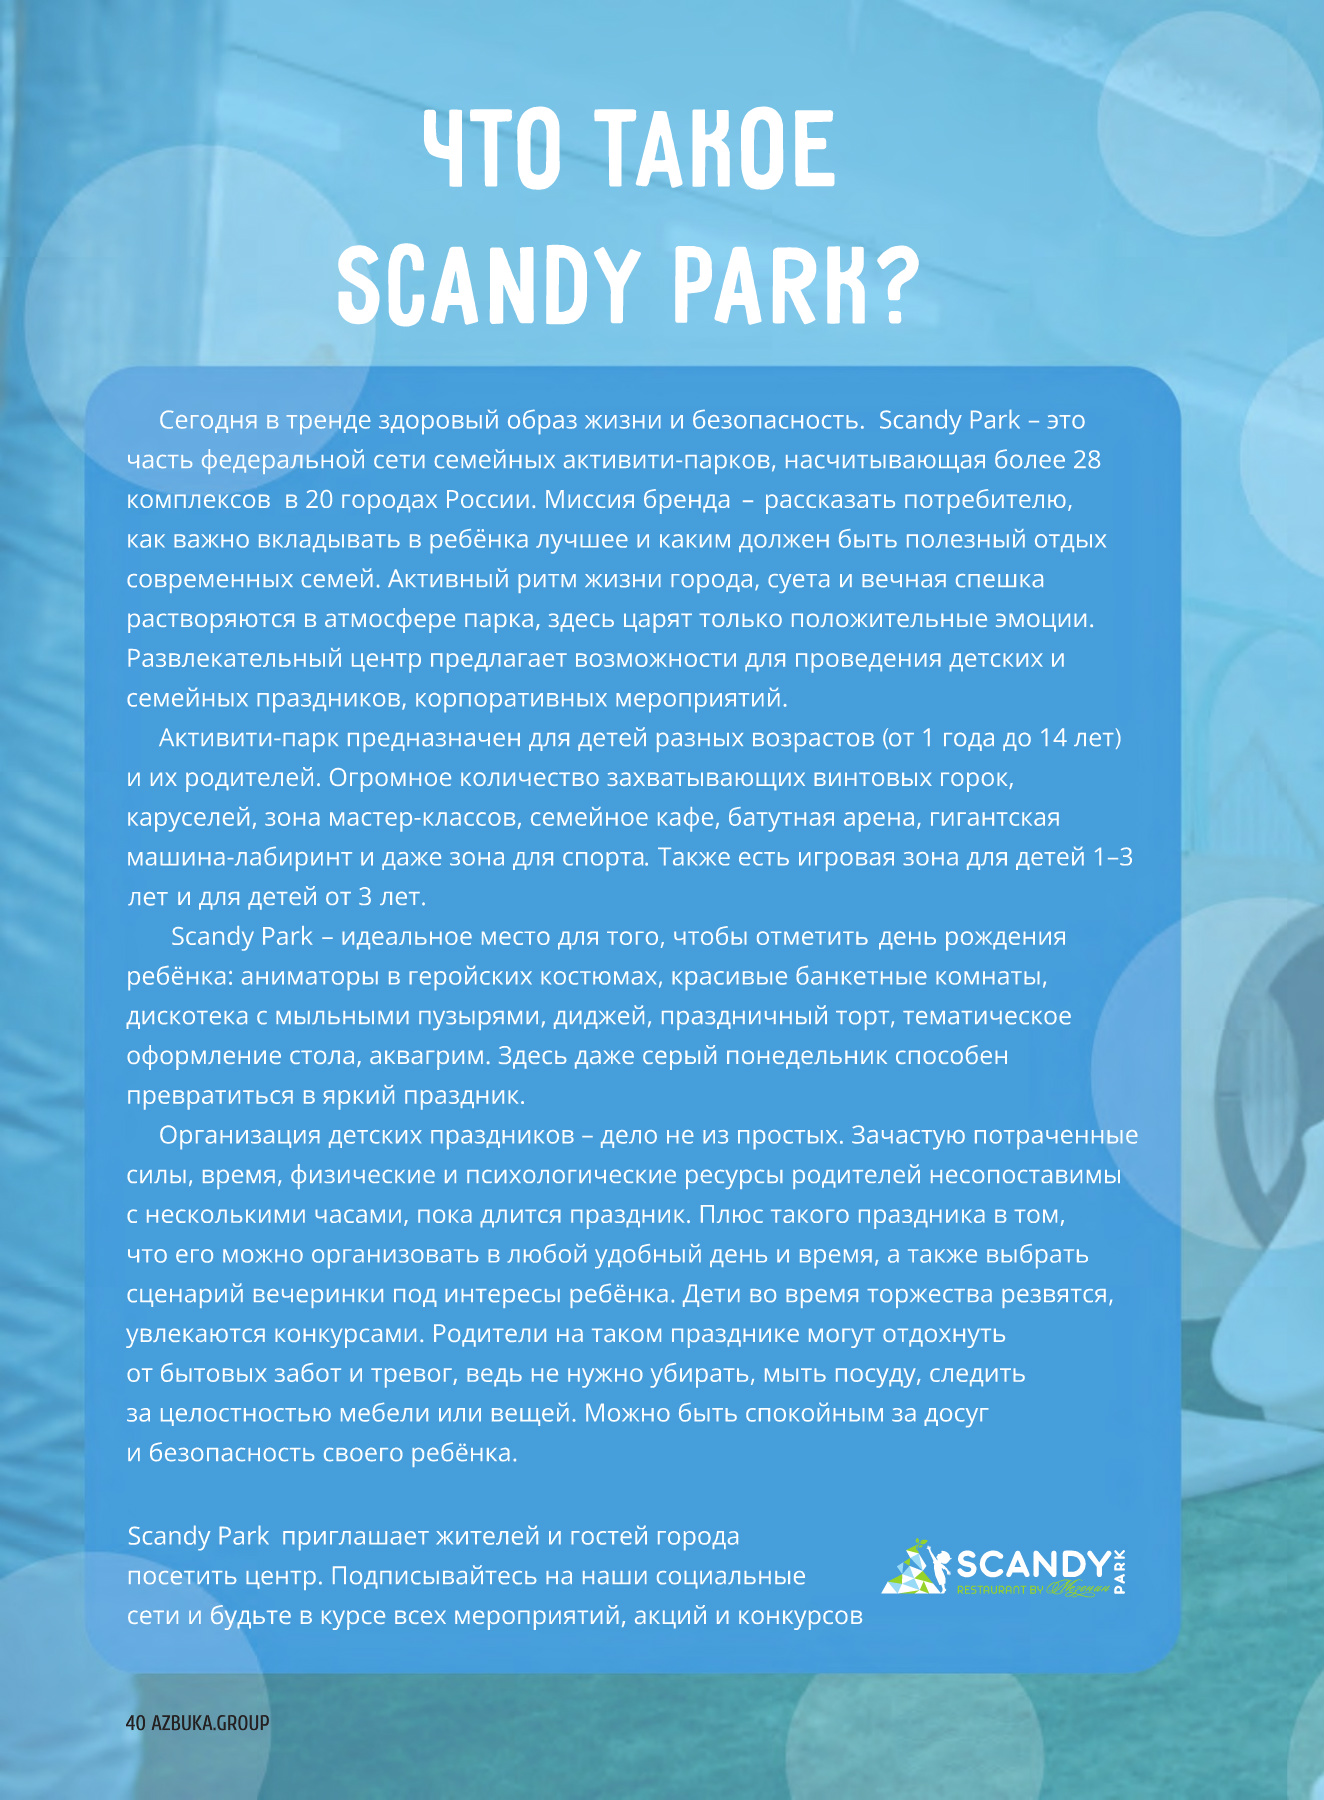 ЧТО ТАКОЕ
SCANDY PARK?
Сегодня в тренде здоровый образ жизни и безопасность. Scandy Park – это
часть федеральной сети семейных активити-парков, насчитывающая более 28
комплексов в 20 городах России. Миссия бренда – рассказать потребителю,
как важно вкладывать в ребёнка лучшее и каким должен быть полезный отдых
современных семей. Активный ритм жизни города, суета и вечная спешка
растворяются в атмосфере парка, здесь царят только положительные эмоции.
Развлекательный центр предлагает возможности для проведения детских и
семейных праздников, корпоративных мероприятий.
Активити-парк предназначен для детей разных возрастов (от 1 года до 14 лет)
и их родителей. Огромное количество захватывающих винтовых горок,
каруселей, зона мастер-классов, семейное кафе, батутная арена, гигантская
машина-лабиринт и даже зона для спорта. Также есть игровая зона для детей 1–3
лет и для детей от 3 лет.
Scandy Park – идеальное место для того, чтобы отметить день рождения
ребёнка: аниматоры в геройских костюмах, красивые банкетные комнаты,
дискотека с мыльными пузырями, диджей, праздничный торт, тематическое
оформление стола, аквагрим. Здесь даже серый понедельник способен
превратиться в яркий праздник.
Организация детских праздников – дело не из простых. Зачастую потраченные
силы, время, физические и психологические ресурсы родителей несопоставимы
с несколькими часами, пока длится праздник. Плюс такого праздника в том,
что его можно организовать в любой удобный день и время, а также выбрать
сценарий вечеринки под интересы ребёнка. Дети во время торжества резвятся,
увлекаются конкурсами. Родители на таком празднике могут отдохнуть
от бытовых забот и тревог, ведь не нужно убирать, мыть посуду, следить
за целостностью мебели или вещей. Можно быть спокойным за досуг
и безопасность своего ребёнка.
Scandy Park приглашает жителей и гостей города
посетить центр. Подписывайтесь на наши социальные
сети и будьте в курсе всех мероприятий, акций и конкурсов
SCANDY PARK
RESTAURANT BY
40 AZBUKA.GROUP